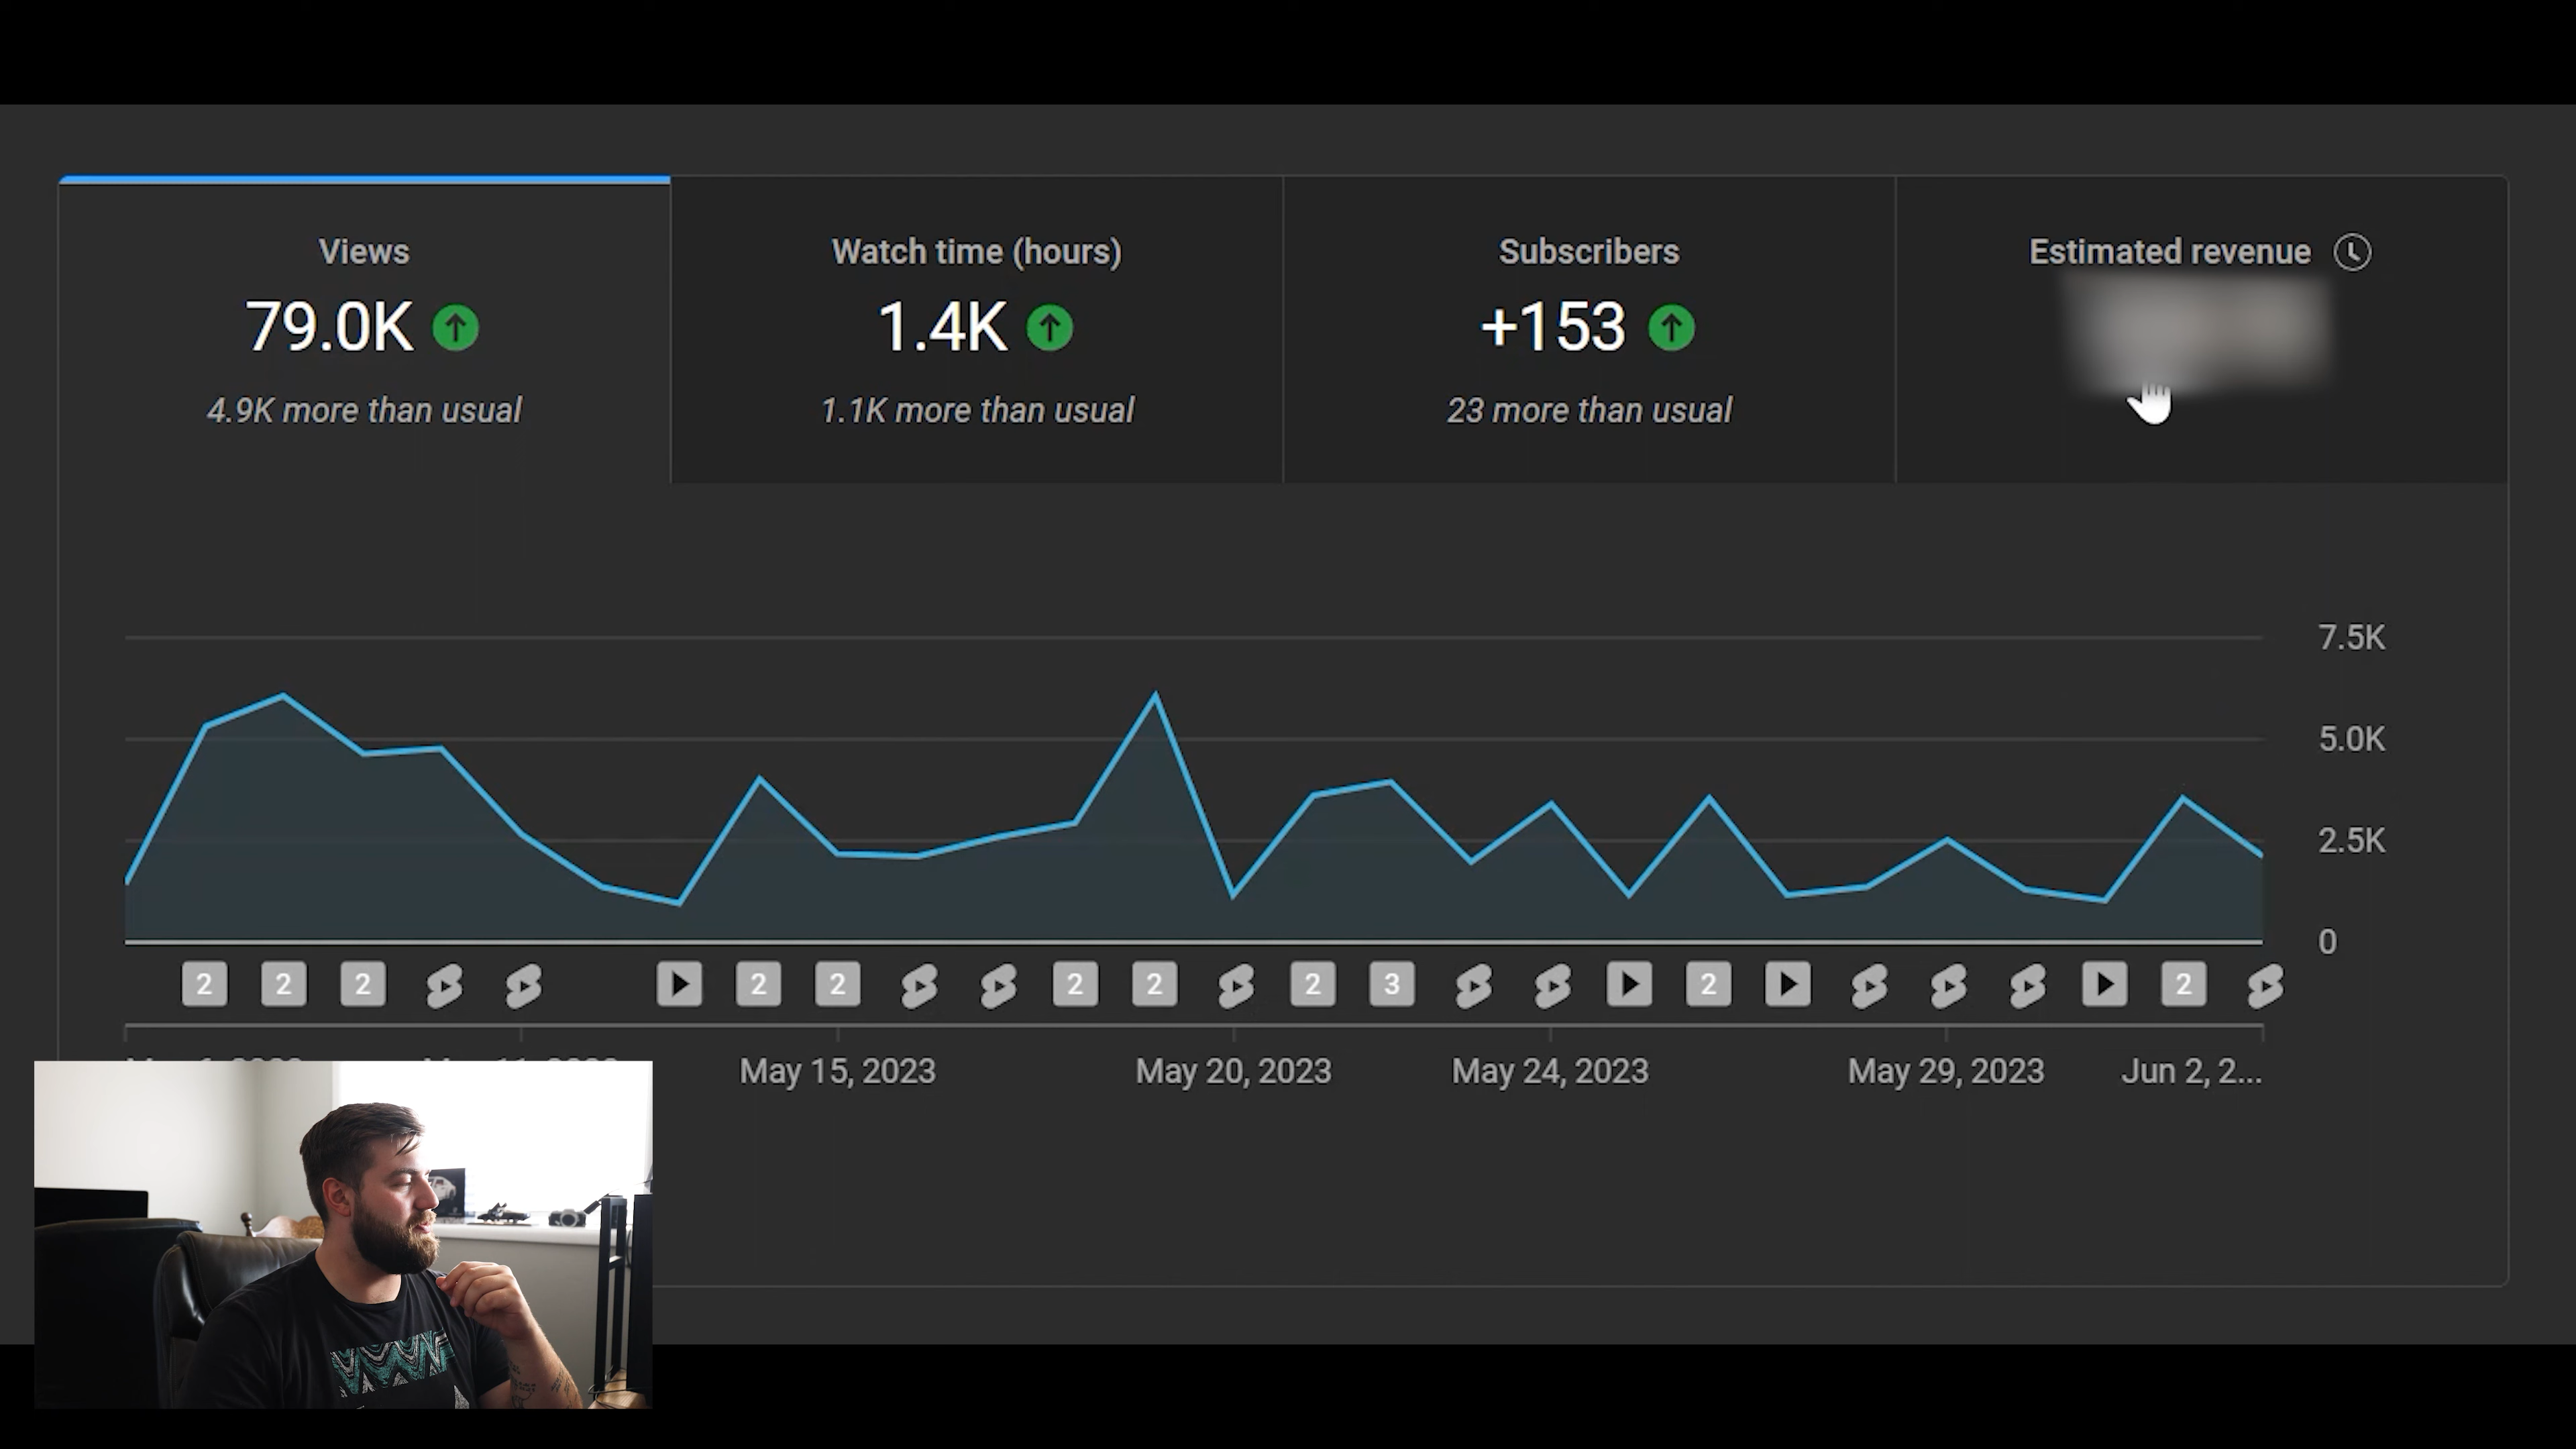 Views
79.0K
4.9K more than usual
Watch time (hours)
1.4K
1.1K more than usual
Subscribers
+153
23 more than usual
Estimated revenue
7.5K
5.0K
2.5K
0
2 2 2 2 2 2 2 2 3 2 2
May 15, 2023 May 20, 2023 May 24, 2023 May 29, 2023 Jun 2, 2...